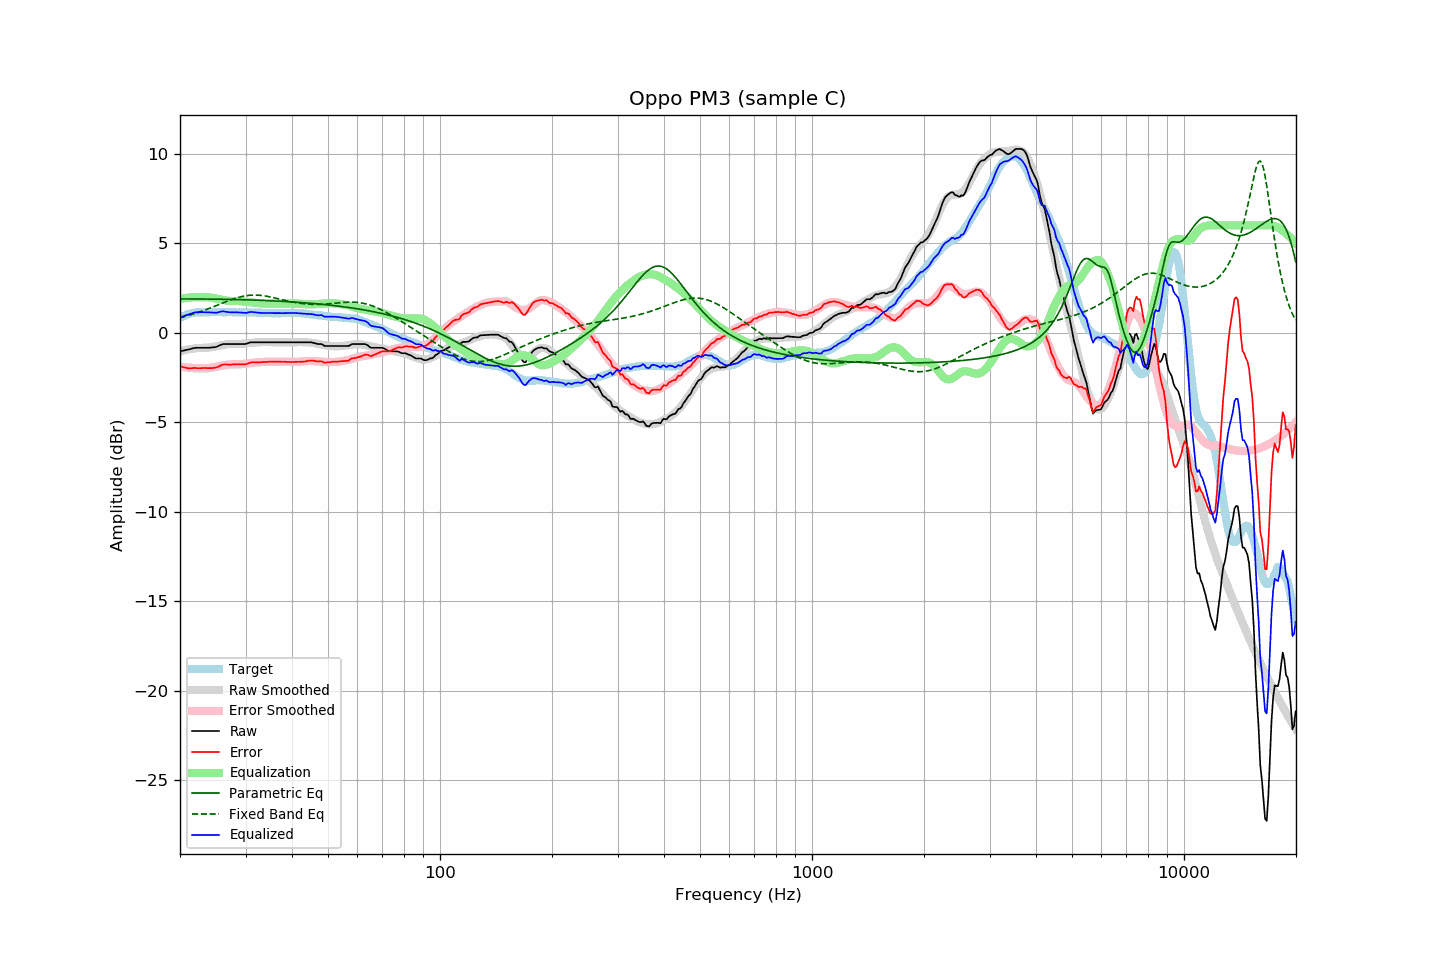 Oppo PM3 (sample C)
Amplitude (dBr)
10
5
0
−5
−10
−15
−20
−25
Target
Raw Smoothed
Error Smoothed
Raw
Error
Equalization
Parametric Eq
Fixed Band Eq
Equalized
100
1000
10000
Frequency (Hz)